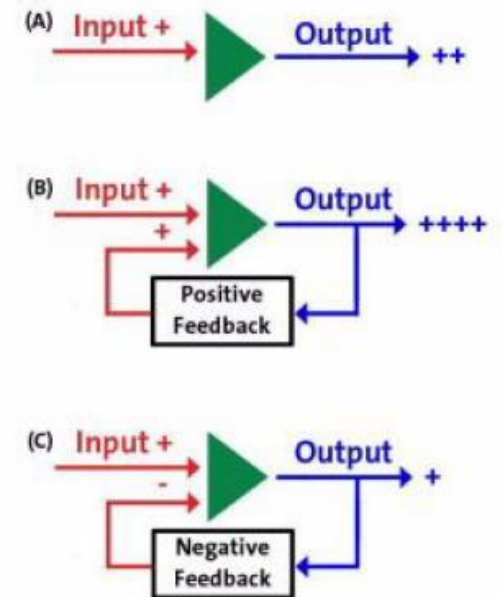 (A) Input + Output ++
(B) Input + Output ++++
+
Positive
Feedback
(C) Input + Output +
-
Negative
Feedback